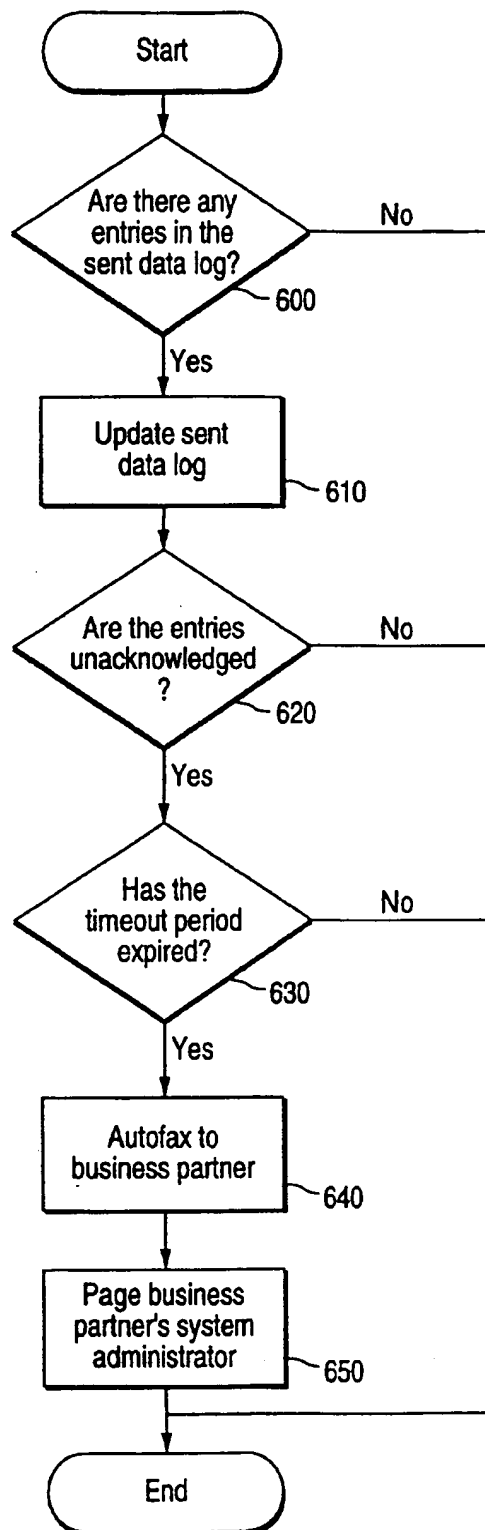 Start
Are there any
entries in the
sent data log?
No
600
Yes
Update sent
data log
610
Are the entries
unacknowledged
?
No
620
Yes
Has the
timeout period
expired?
No
630
Yes
Autofax to
business partner
640
Page business
partner's system
administrator
650
End